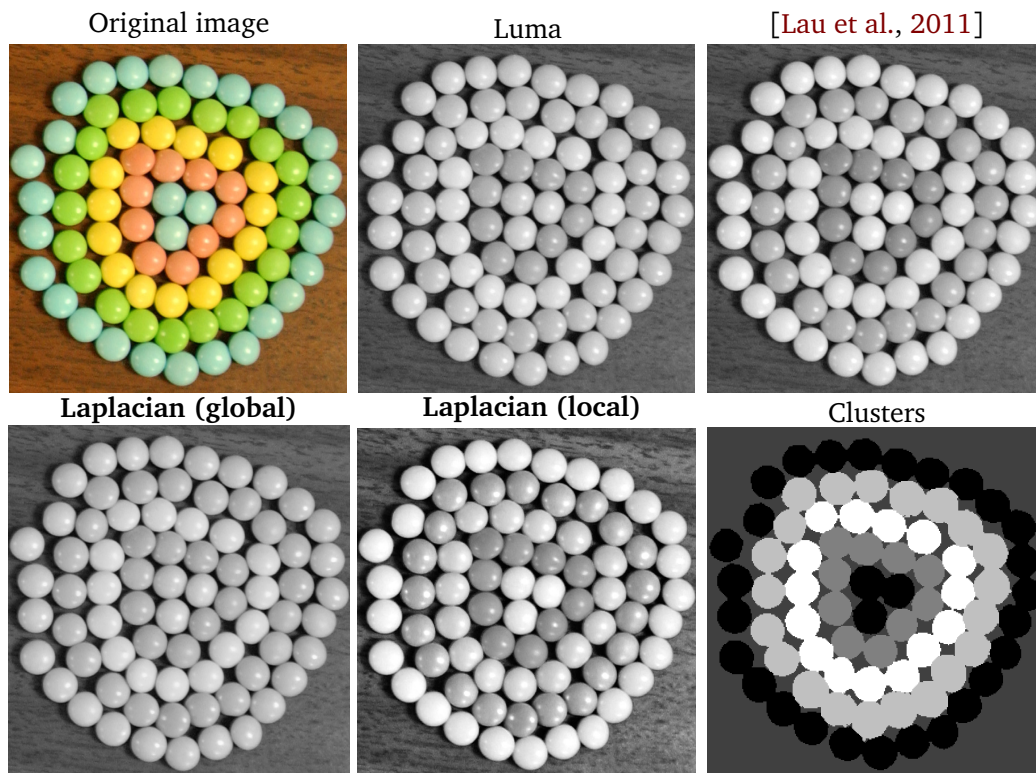 Original image
Luma
[Lau et al., 2011]
Laplacian (global)
Laplacian (local)
Clusters